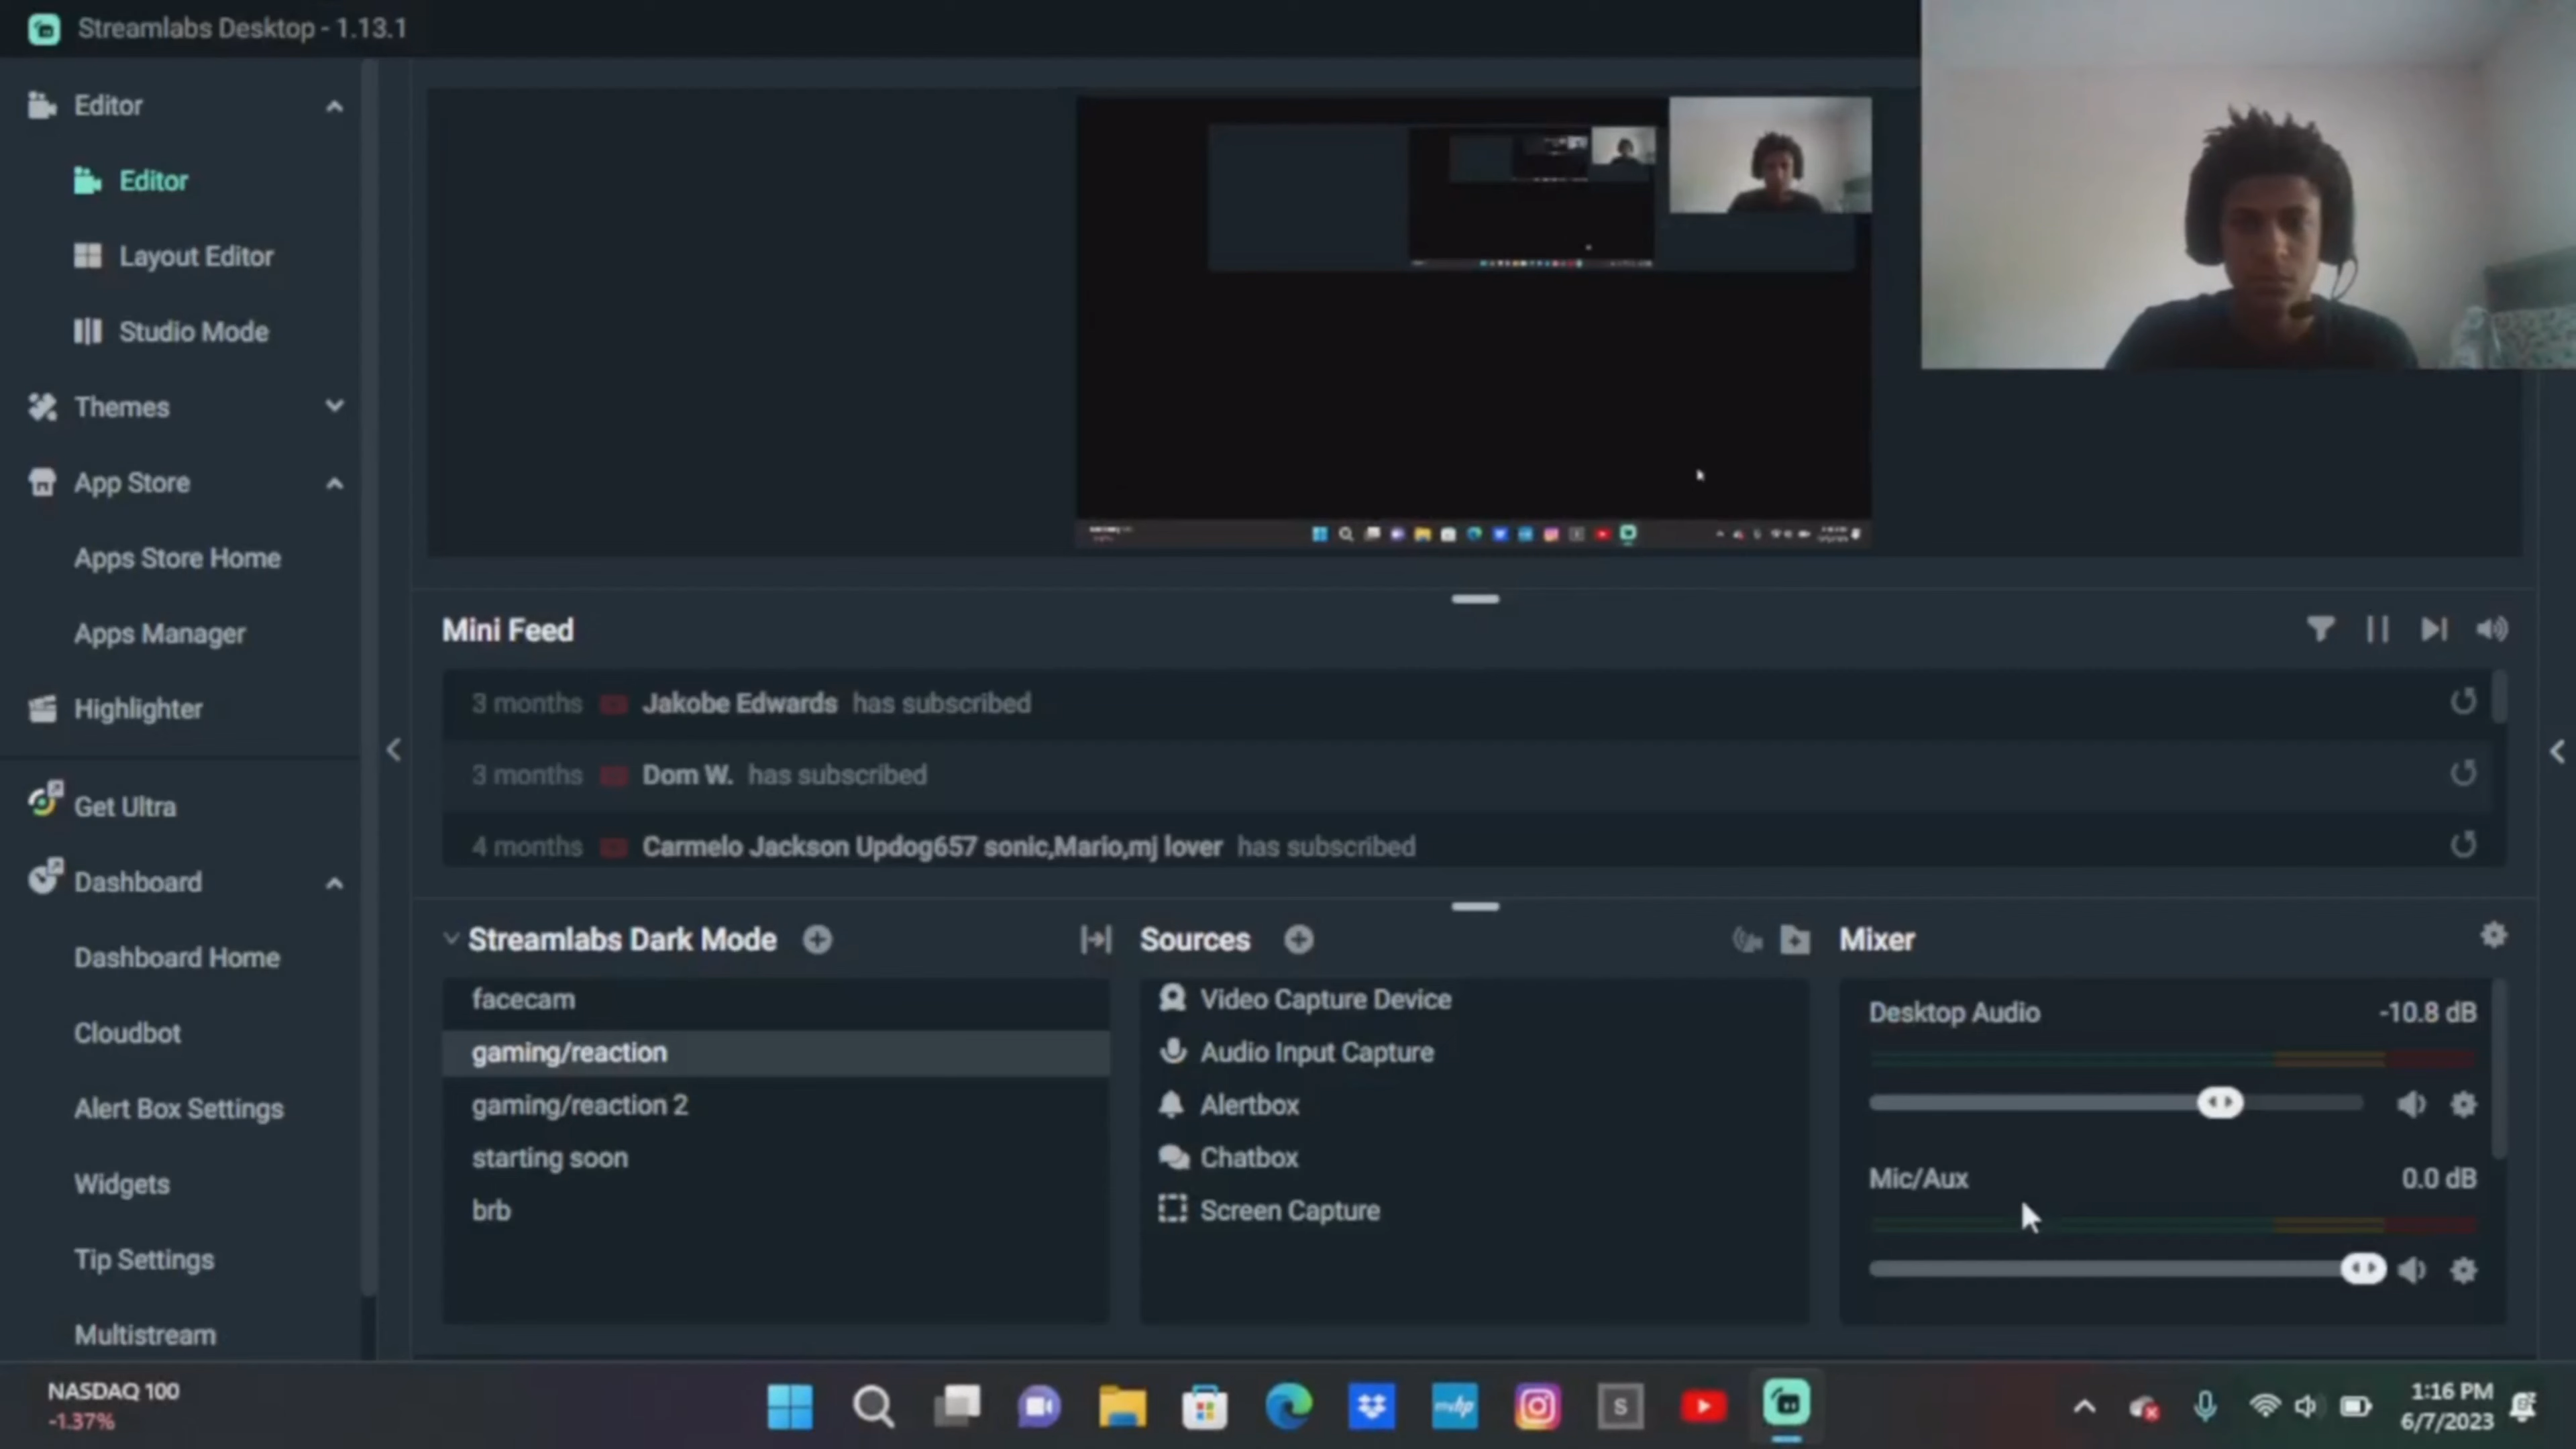 Streamlabs Desktop - 1.13.1
Editor
Editor
Layout Editor
Studio Mode
Themes
App Store
Apps Store Home
Apps Manager
Highlighter
Get Ultra
Dashboard
Dashboard Home
Cloudbot
Alert Box Settings
Widgets
Tip Settings
Multistream
Mini Feed
3 months Jakobe Edwards has subscribed
3 months Dom W. has subscribed
4 months Carmelo Jackson Updog657 sonic,Mario,mj lover has subscribed
Streamlabs Dark Mode
facecam
gaming/reaction
gaming/reaction 2
starting soon
brb
Sources
Video Capture Device
Audio Input Capture
Alertbox
Chatbox
Screen Capture
Mixer
Desktop Audio -10.8 dB
Mic/Aux 0.0 dB
NASDAQ 100
-1.37%
myhp
S
1:16 PM
6/7/2023